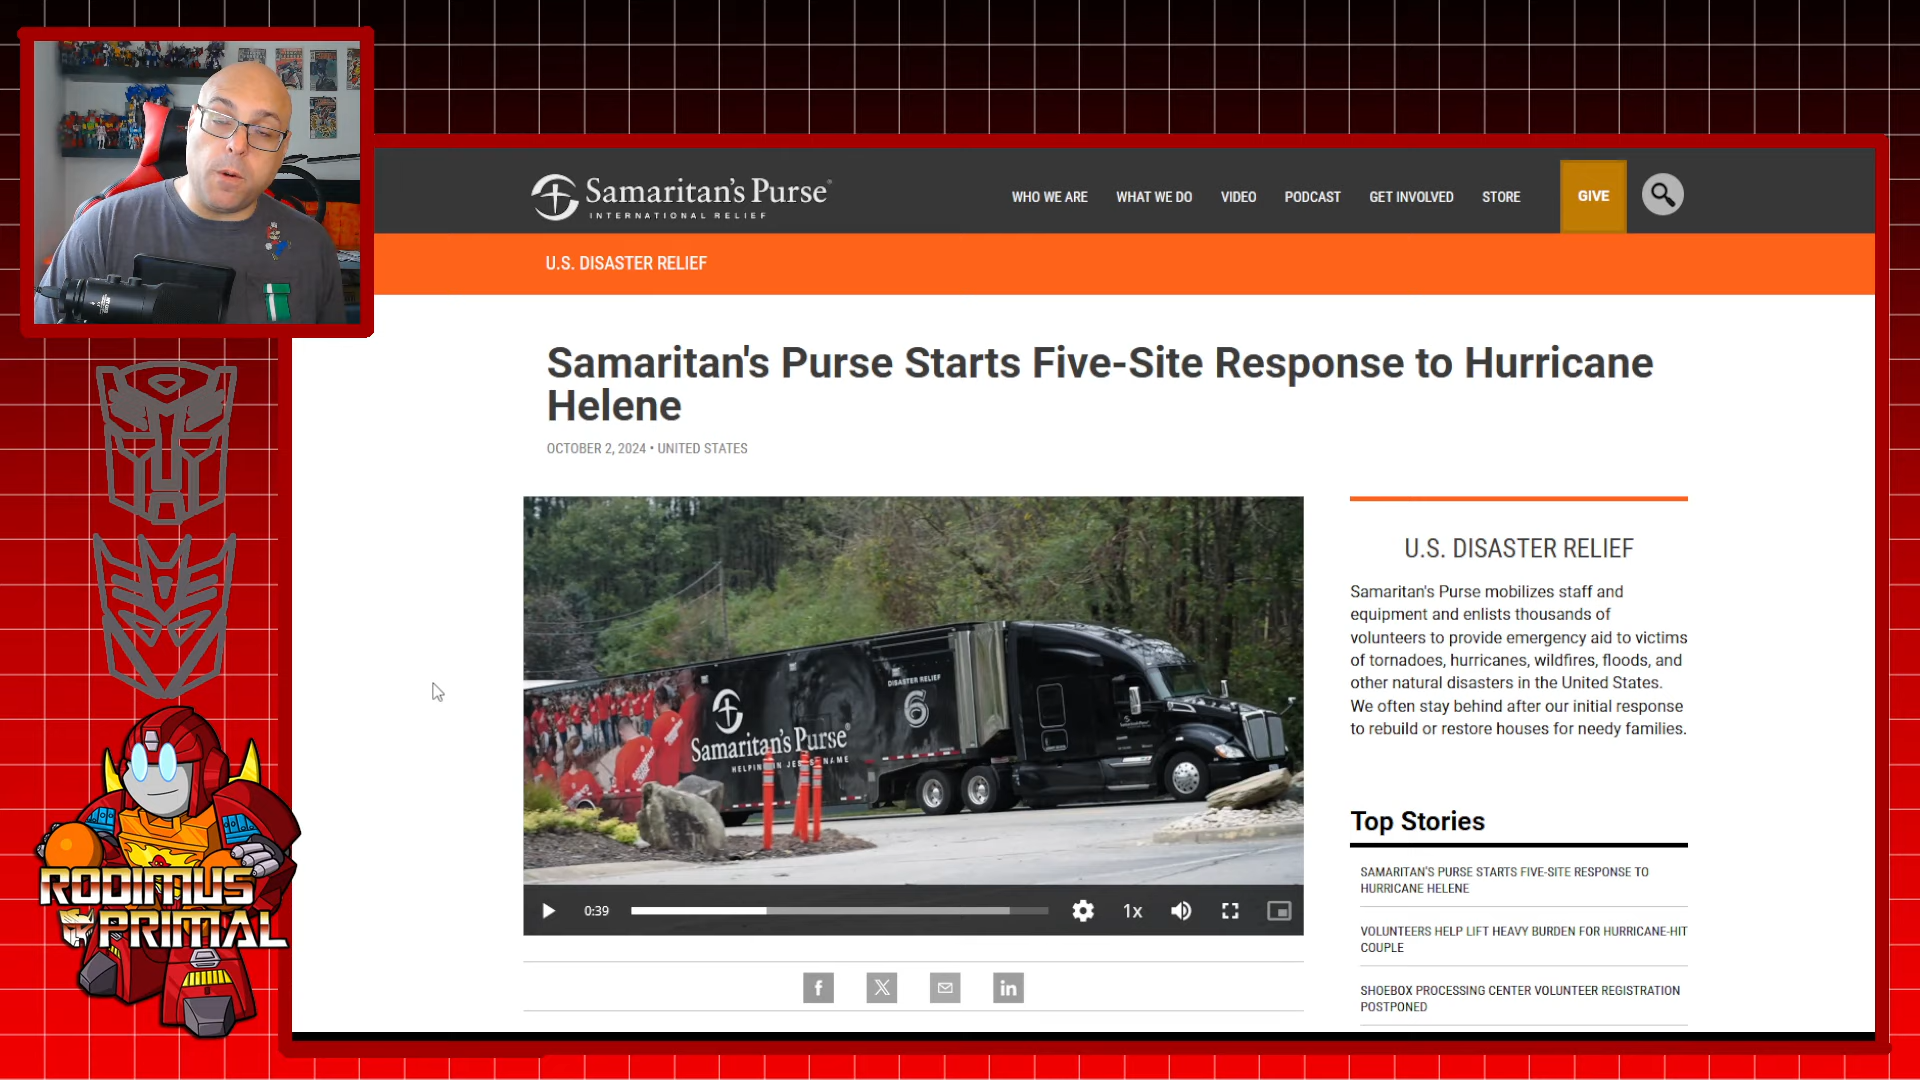 Samaritan's Purse®
INTERNATIONAL RELIEF
WHO WE ARE
WHAT WE DO
VIDEO
PODCAST
GET INVOLVED
STORE
GIVE
U.S. DISASTER RELIEF
Samaritan's Purse Starts Five-Site Response to Hurricane
Helene
OCTOBER 2, 2024 • UNITED STATES
DISASTER RELIEF
6
Samaritan's Purse®
0:39
1x
U.S. DISASTER RELIEF
Samaritan's Purse mobilizes staff and
equipment and enlists thousands of
volunteers to provide emergency aid to victims
of tornadoes, hurricanes, wildfires, floods, and
other natural disasters in the United States.
We often stay behind after our initial response
to rebuild or restore houses for needy families.
Top Stories
SAMARITAN'S PURSE STARTS FIVE-SITE RESPONSE TO
HURRICANE HELENE
VOLUNTEERS HELP LIFT HEAVY BURDEN FOR HURRICANE-HIT
COUPLE
SHOEBOX PROCESSING CENTER VOLUNTEER REGISTRATION
POSTPONED
RODIMUS
PRIMAL